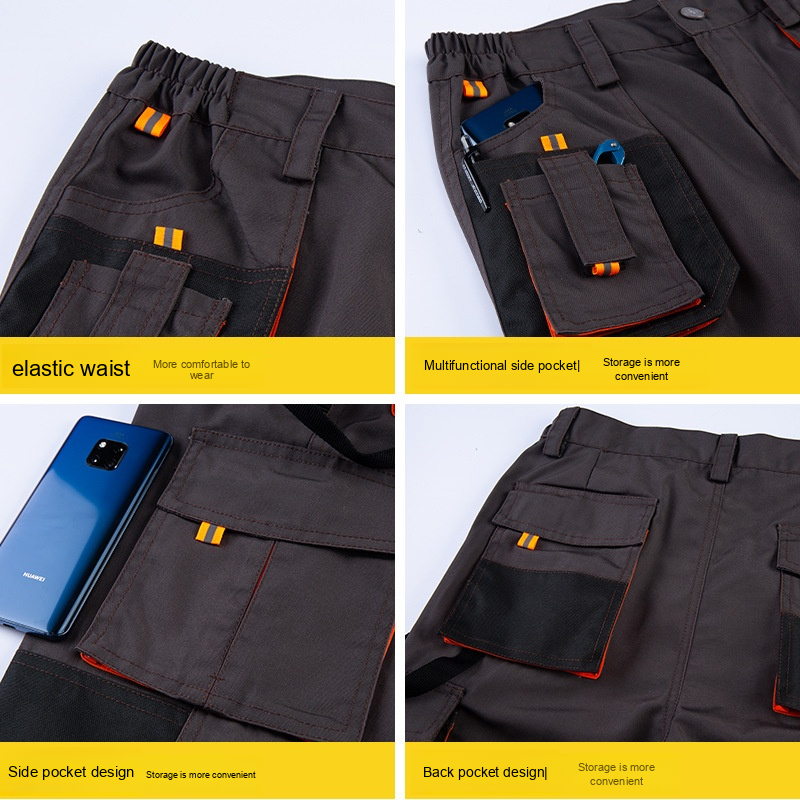 elastic waist
More comfortable to
wear
Multifunctional side pocket|
Storage is more
convenient
HUAWEI
Side pocket design
Storage is more convenient
Back pocket design|
Storage is more
convenient